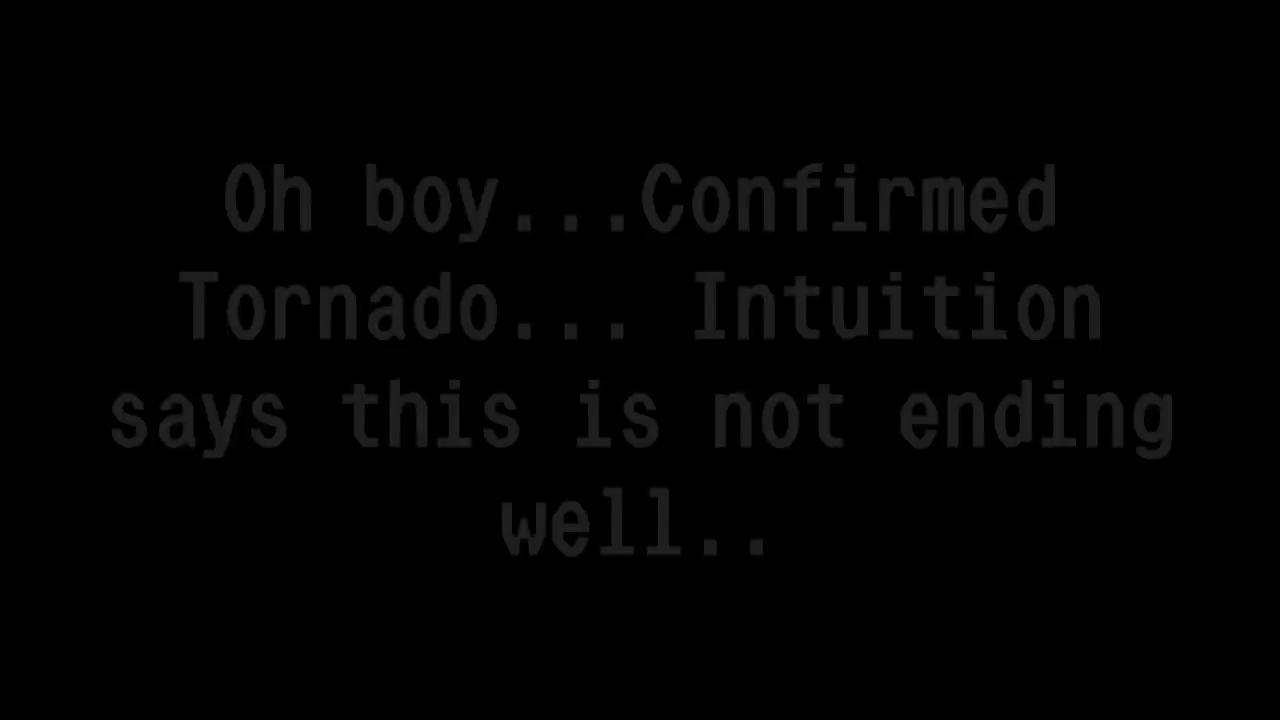 Oh boy...Confirmed
Tornado... Intuition
says this is not ending
well..